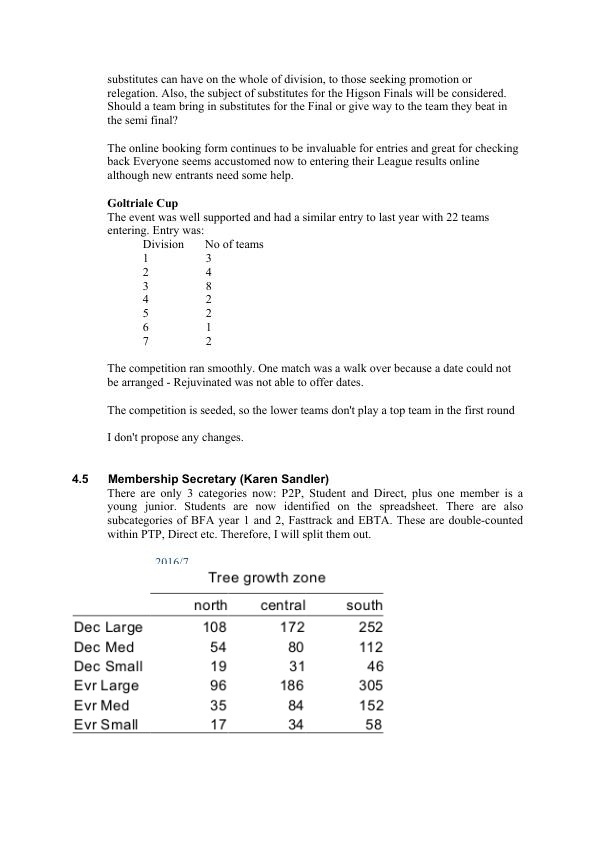 substitutes can have on the whole of division, to those seeking promotion or
relegation. Also, the subject of substitutes for the Higson Finals will be considered.
Should a team bring in substitutes for the Final or give way to the team they beat in
the semi final?
The online booking form continues to be invaluable for entries and great for checking
back Everyone seems accustomed now to entering their League results online
although new entrants need some help.
Goltriale Cup
The event was well supported and had a similar entry to last year with 22 teams
entering. Entry was:
Division No of teams
1 3
2 4
3 8
4 2
5 2
6 1
7 2
The competition ran smoothly. One match was a walk over because a date could not
be arranged - Rejuvinated was not able to offer dates.
The competition is seeded, so the lower teams don't play a top team in the first round
I don't propose any changes.
4.5 Membership Secretary (Karen Sandler)
There are only 3 categories now: P2P, Student and Direct, plus one member is a
young junior. Students are now identified on the spreadsheet. There are also
subcategories of BFA year 1 and 2, Fasttrack and EBTA. These are double-counted
within PTP, Direct etc. Therefore, I will split them out.
2016/7
Tree growth zone
north central south
Dec Large 108 172 252
Dec Med 54 80 112
Dec Small 19 31 46
Evr Large 96 186 305
Evr Med 35 84 152
Evr Small 17 34 58